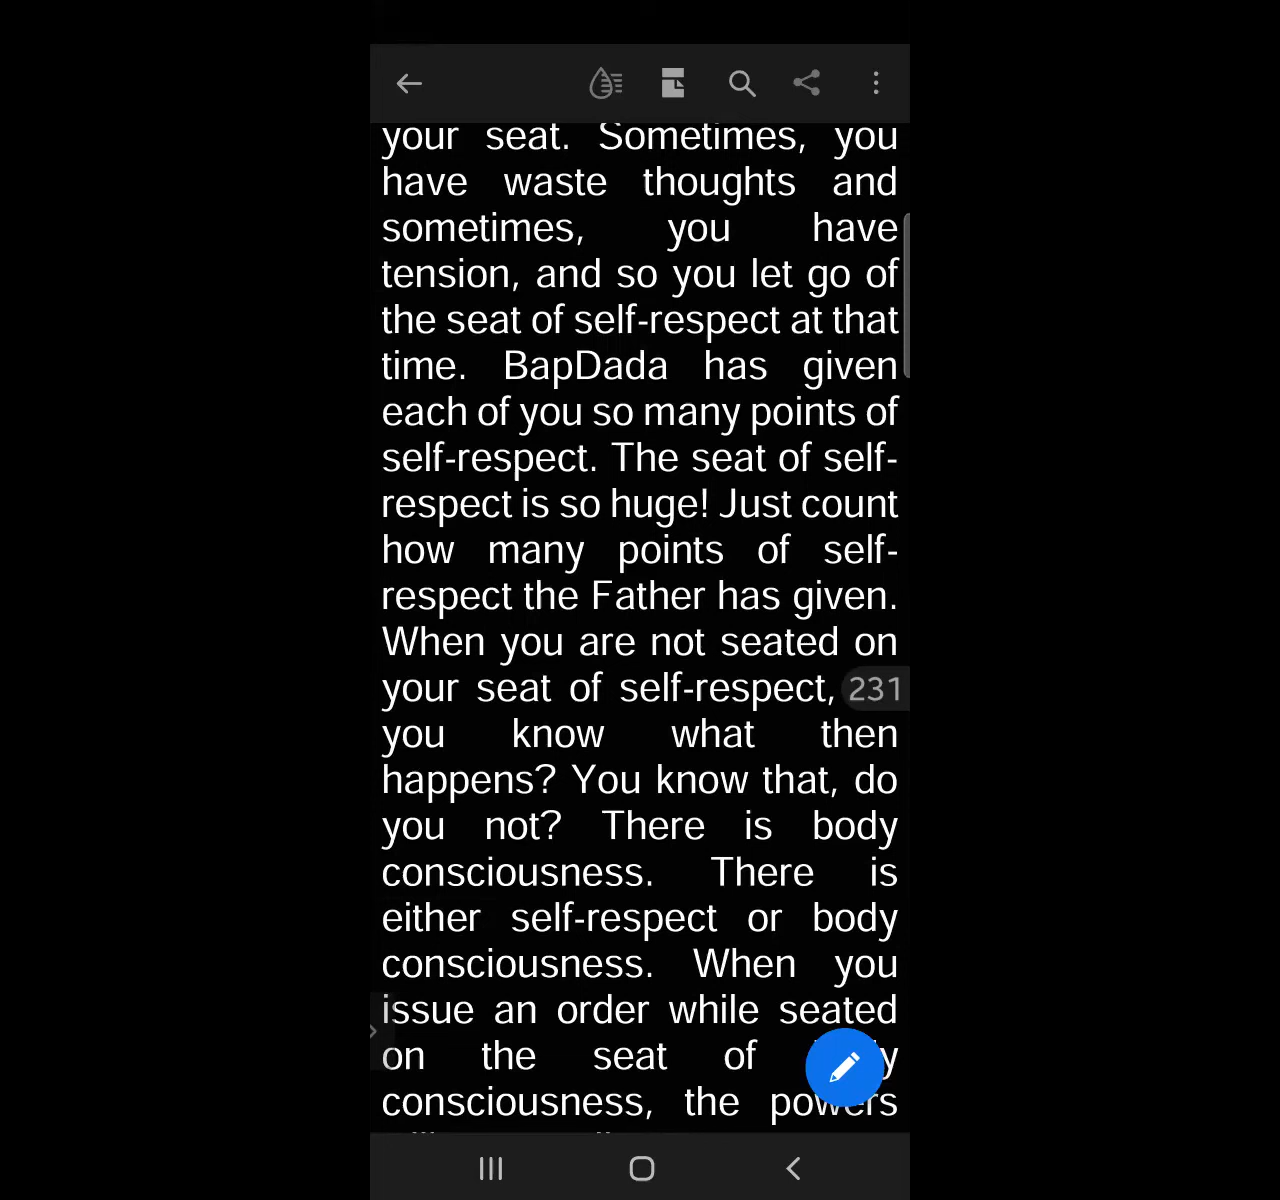 your seat. Sometimes, you
have waste thoughts and
sometimes, you have
tension, and so you let go of
the seat of self-respect at that
time. BapDada has given
each of you so many points of
self-respect. The seat of self-
respect is so huge! Just count
how many points of self-
respect the Father has given.
When you are not seated on
your seat of self-respect,
231
you know what then
happens? You know that, do
you not? There is body
consciousness. There is
either self-respect or body
consciousness. When you
issue an order while seated
on the seat of
consciousness, the powers